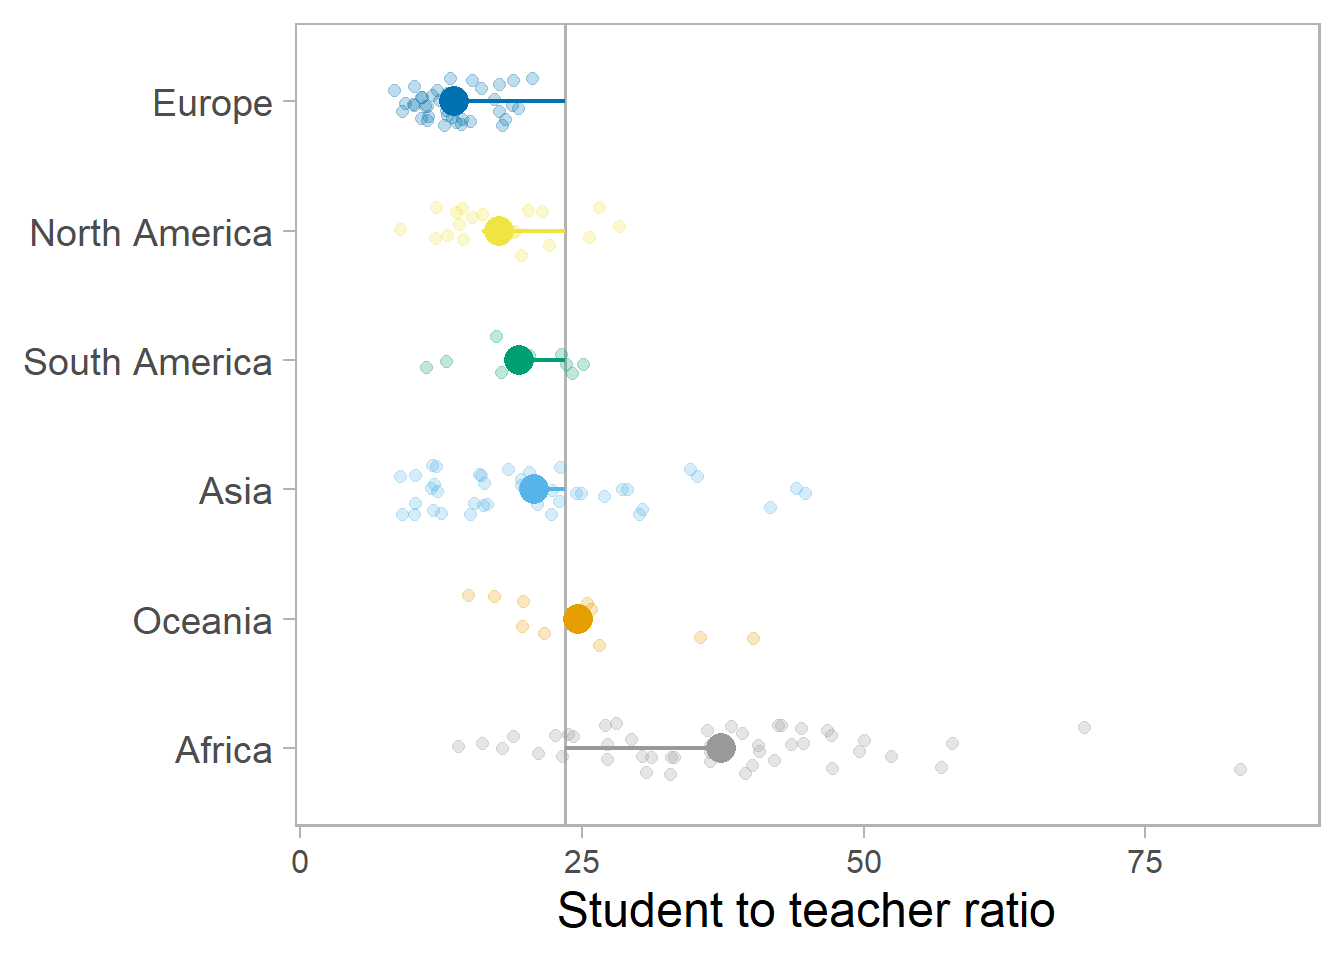 Europe
North America
South America
Asia
Oceania
Africa
0 25 50 75
Student to teacher ratio